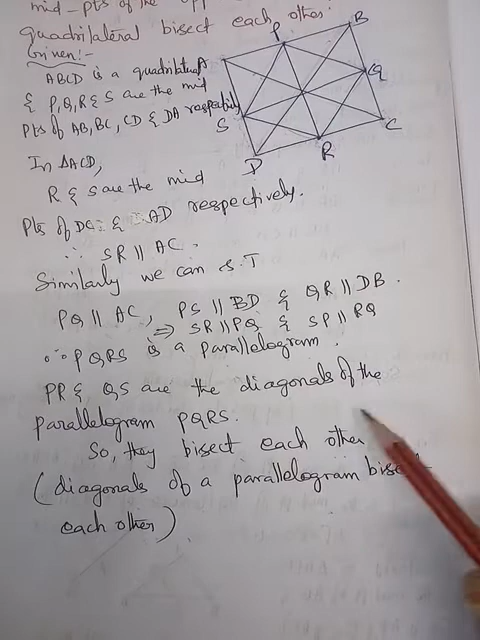 mid-pts of the opp
quadrilateral bisect each other.
Given:-
ABCD is a quadrilateral
& P, Q, R & S are the mid
Pts of AB, BC, CD & DA respectively
A
P
B
Q
C
R
D
S
In ΔACD,
R & S are the mid
Pts of DC & AD respectively.
∴ SR || AC.
Similarly we can S.T
PQ || AC, PS || BD & QR || DB.
⇒ SR || PQ & SP || RQ
∴ PQRS is a parallelogram.
PR & QS are the diagonals of the
parallelogram PQRS.
So, they bisect each other
(diagonals of a parallelogram bisect
each other)